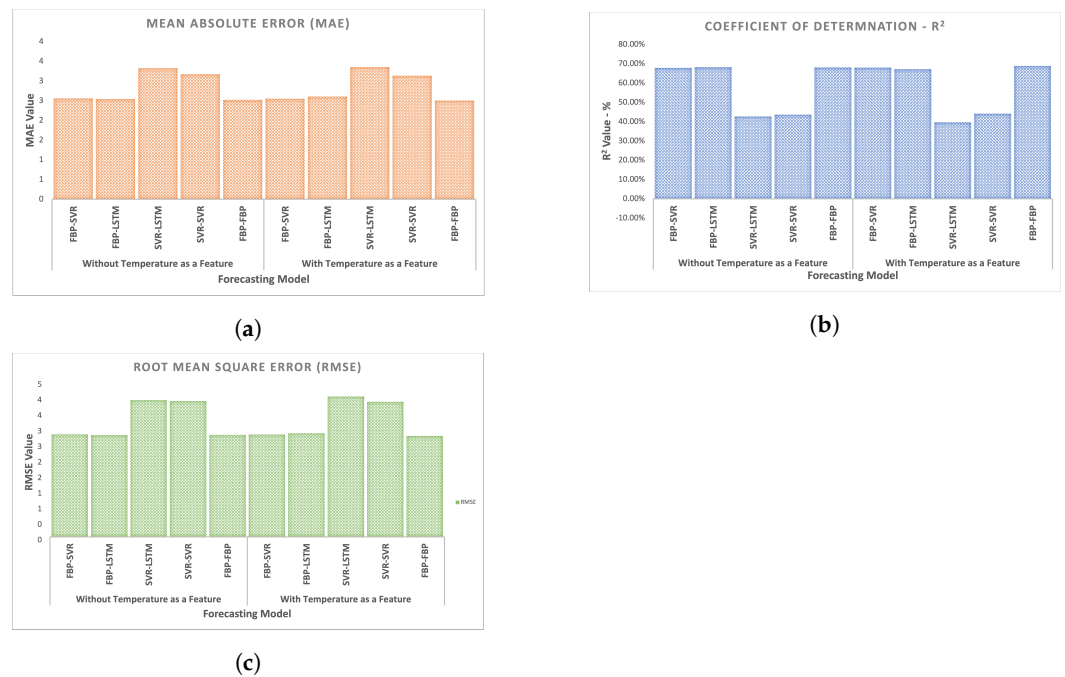 MEAN ABSOLUTE ERROR (MAE)
4
4
3
3
2
2
1
1
0
MAE Value
FBP-SVR
FBP-LSTM
SVR-LSTM
SVR-SVR
FBP-FBP
FBP-SVR
FBP-LSTM
SVR-LSTM
SVR-SVR
FBP-FBP
Without Temperature as a Feature
With Temperature as a Feature
Forecasting Model
(a)
COEFFICIENT OF DETERMNATION - R²
80.00%
70.00%
60.00%
50.00%
40.00%
30.00%
20.00%
10.00%
0.00%
-10.00%
R² Value - %
FBP-SVR
FBP-LSTM
SVR-LSTM
SVR-SVR
FBP-FBP
FBP-SVR
FBP-LSTM
SVR-LSTM
SVR-SVR
FBP-FBP
Without Temperature as a Feature
With Temperature as a Feature
Forecasting Model
(b)
ROOT MEAN SQUARE ERROR (RMSE)
5
4
4
3
3
2
2
1
1
0
0
RMSE Value
FBP-SVR
FBP-LSTM
SVR-LSTM
SVR-SVR
FBP-FBP
FBP-SVR
FBP-LSTM
SVR-LSTM
SVR-SVR
FBP-FBP
Without Temperature as a Feature
With Temperature as a Feature
Forecasting Model
RMSE
(c)